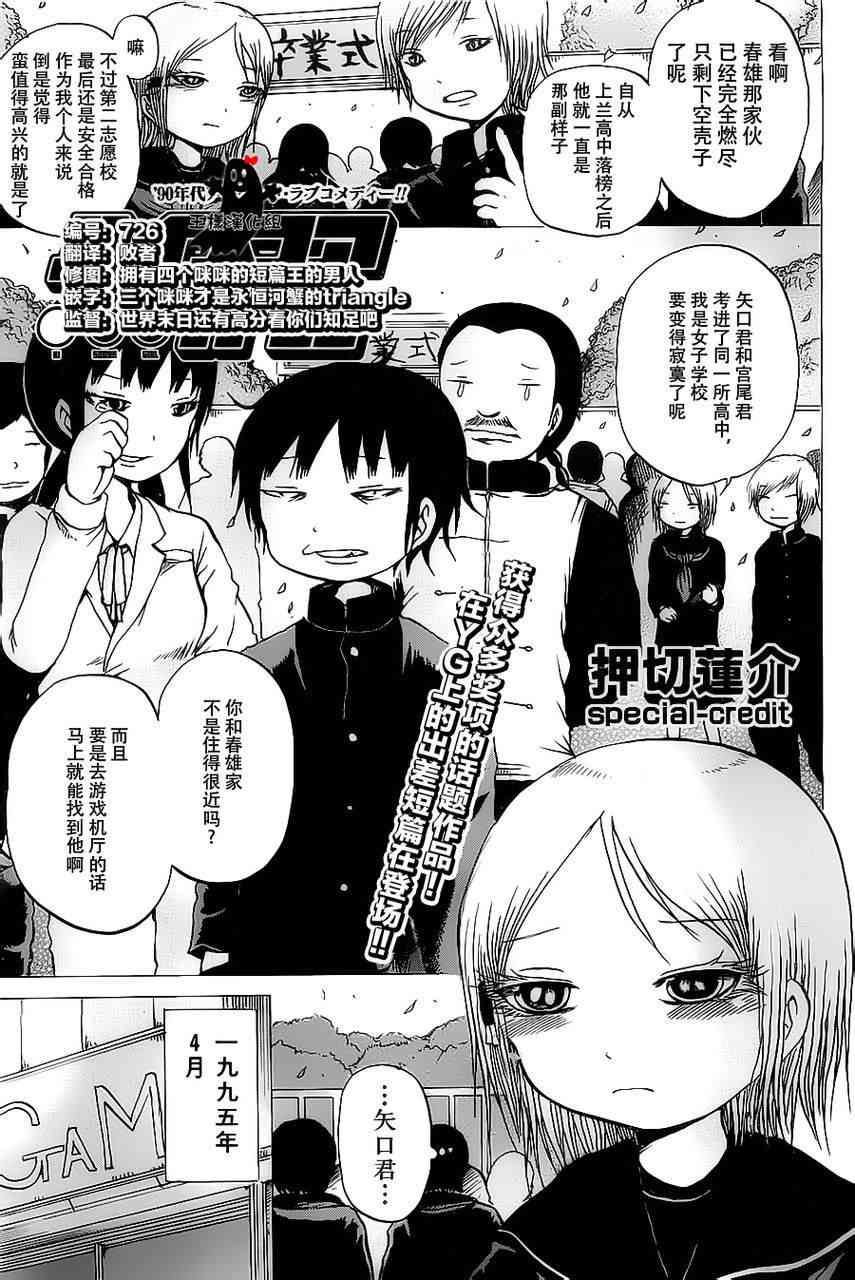 看啊
春雄那家伙
已经完全燃尽
只剩下空壳子
了呢
自从
上兰高中落榜之后
他就一直是
那副样子
嘛
不过第二志愿校
最后还是安全合格
作为我个人来说
倒是觉得
蛮值得高兴的就是了
卒業式
'90年代
・ラブコメディー!!
王様漢化組
编号：726
翻译：败者
修图：拥有四个咪咪的短篇王的男人
嵌字：三个咪咪才是永恒河蟹的triangle
监督：世界末日还有高分看你们知足吧
業式
矢口君和宫尾君
考进了同一所高中,
我是女子学校
要变得寂寞了呢
获得众多奖项的话题作品！
在YG上的出差短篇在登场!!
押切蓮介
special-credit
你和春雄家
不是住得很近吗?
而且
要是去游戏机厅的话
马上就能找到他啊
…矢口君…
…
一九九五年
4月
GAM